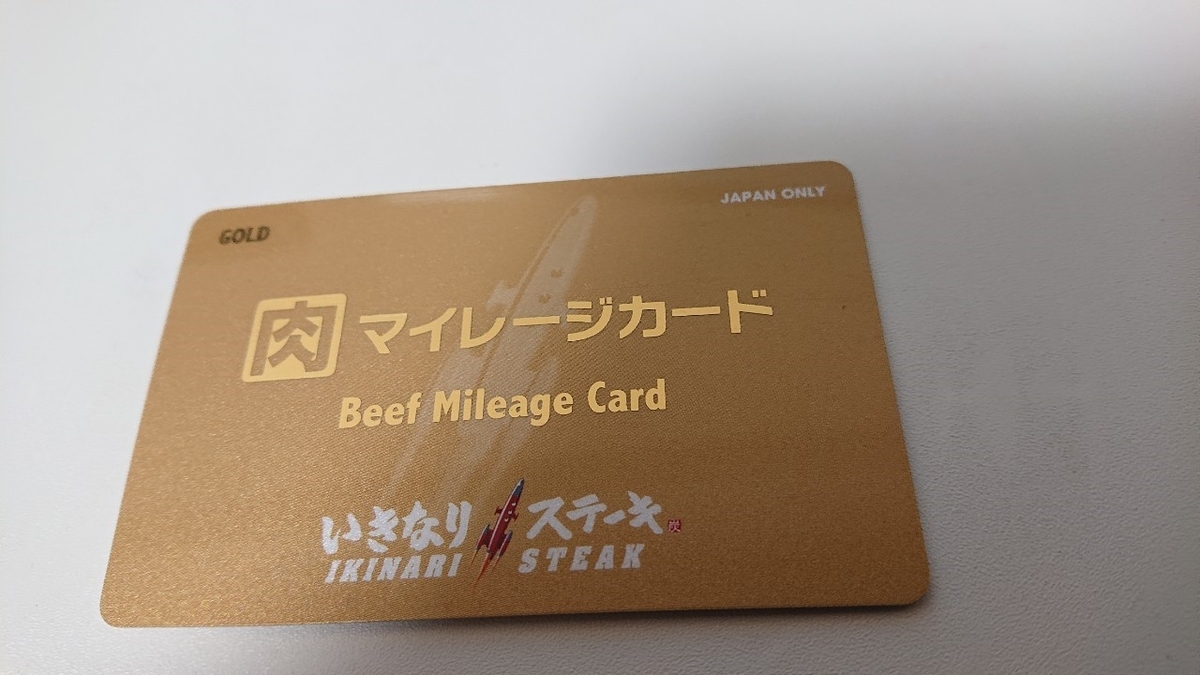 GOLD
JAPAN ONLY
肉 マイレージカード
Beef Mileage Card
いきなりステーキ 炭
IKINARI STEAK